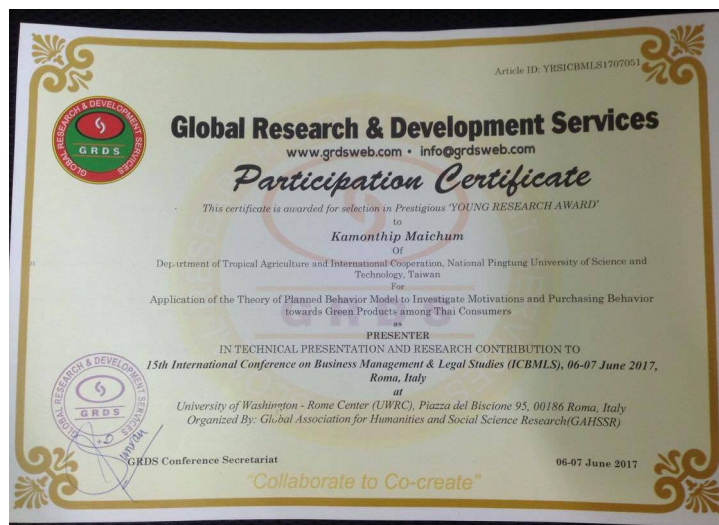 Article ID: YRSICBMLS1707051
GLOBAL RESEARCH & DEVELOPMENT SERVICES
GRDS
Global Research & Development Services
www.grdsweb.com • info@grdsweb.com
Participation Certificate
This certificate is awarded for selection in Prestigious 'YOUNG RESEARCH AWARD'
to
Kamonthip Maichum
Of
Department of Tropical Agriculture and International Cooperation, National Pingtung University of Science and
Technology, Taiwan
For
Application of the Theory of Planned Behavior Model to Investigate Motivations and Purchasing Behavior
towards Green Products among Thai Consumers
as
PRESENTER
IN TECHNICAL PRESENTATION AND RESEARCH CONTRIBUTION TO
15th International Conference on Business Management & Legal Studies (ICBMLS), 06-07 June 2017,
Roma, Italy
at
University of Washington - Rome Center (UWRC), Piazza del Biscione 95, 00186 Roma, Italy
Organized By: Global Association for Humanities and Social Science Research(GAHSSR)
GLOBAL RESEARCH & DEVELOPMENT SERVICES
GRDS
GRDS Conference Secretariat
06-07 June 2017
"Collaborate to Co-create"